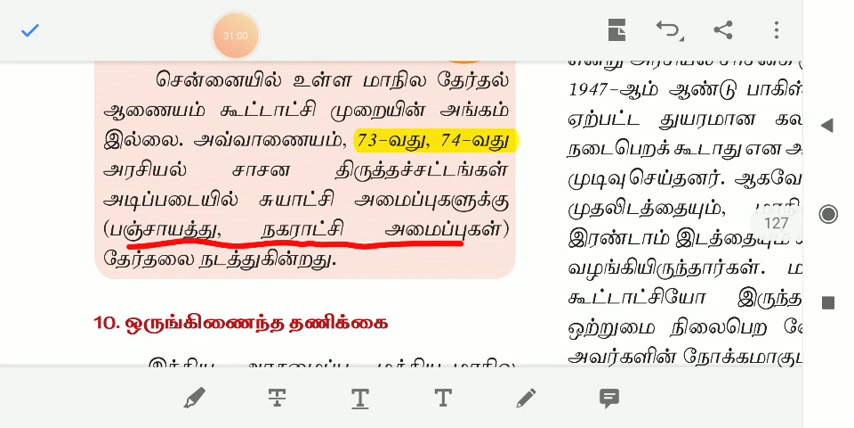 31:00
சென்னையில் உள்ள மாநில தேர்தல்
ஆணையம் கூட்டாட்சி முறையின் அங்கம்
இல்லை. அவ்வாணையம், 73-வது, 74-வது
அரசியல் சாசன திருத்தச்சட்டங்கள்
அடிப்படையில் சுயாட்சி அமைப்புகளுக்கு
(பஞ்சாயத்து, நகராட்சி அமைப்புகள்)
தேர்தலை நடத்துகின்றது.
10. ஒருங்கிணைந்த தணிக்கை
1947-ஆம் ஆண்டு
ஏற்பட்ட துயரமான
நடைபெறக் கூடாது என
முடிவு செய்தனர்.
முதலிடத்தையும்,
இரண்டாம் இடத்தையும்
வழங்கியிருந்தார்கள்.
கூட்டாட்சியோ
ஒற்றுமை நிலைபெற
அவர்களின்
127
T
T
T